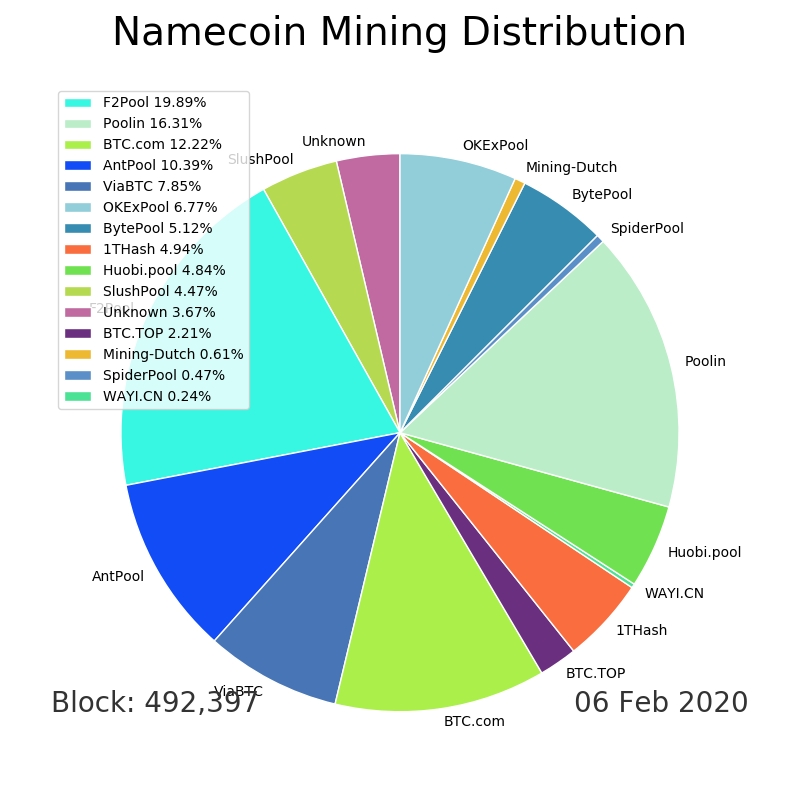 Namecoin Mining Distribution
F2Pool 19.89%
Poolin 16.31%
BTC.com 12.22%
AntPool 10.39%
ViaBTC 7.85%
OKExPool 6.77%
BytePool 5.12%
1THash 4.94%
Huobi.pool 4.84%
SlushPool 4.47%
Unknown 3.67%
BTC.TOP 2.21%
Mining-Dutch 0.61%
SpiderPool 0.47%
WAYI.CN 0.24%
Unknown
SlushPool
F2Pool
AntPool
ViaBTC
BTC.com
BTC.TOP
1THash
WAYI.CN
Huobi.pool
Poolin
SpiderPool
BytePool
Mining-Dutch
OKExPool
Block: 492,397
06 Feb 2020